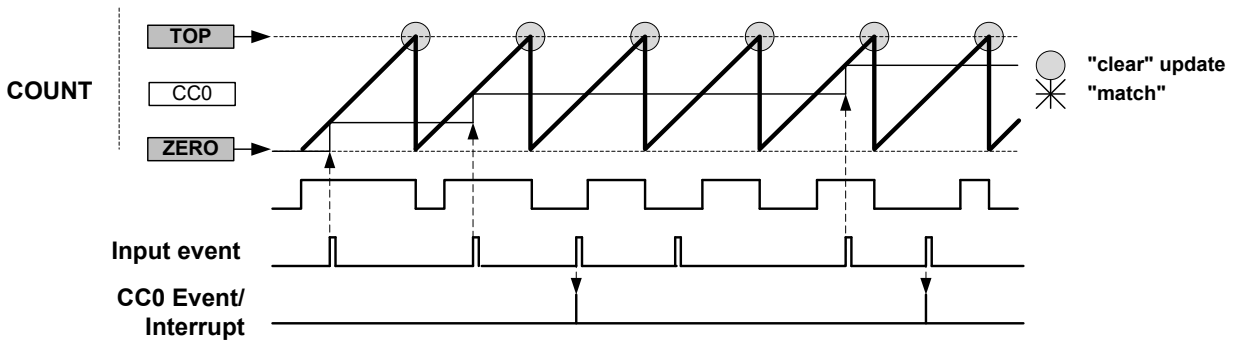 TOP
"clear" update
COUNT
CC0
"match"
ZERO
Input event
CC0 Event/
Interrupt